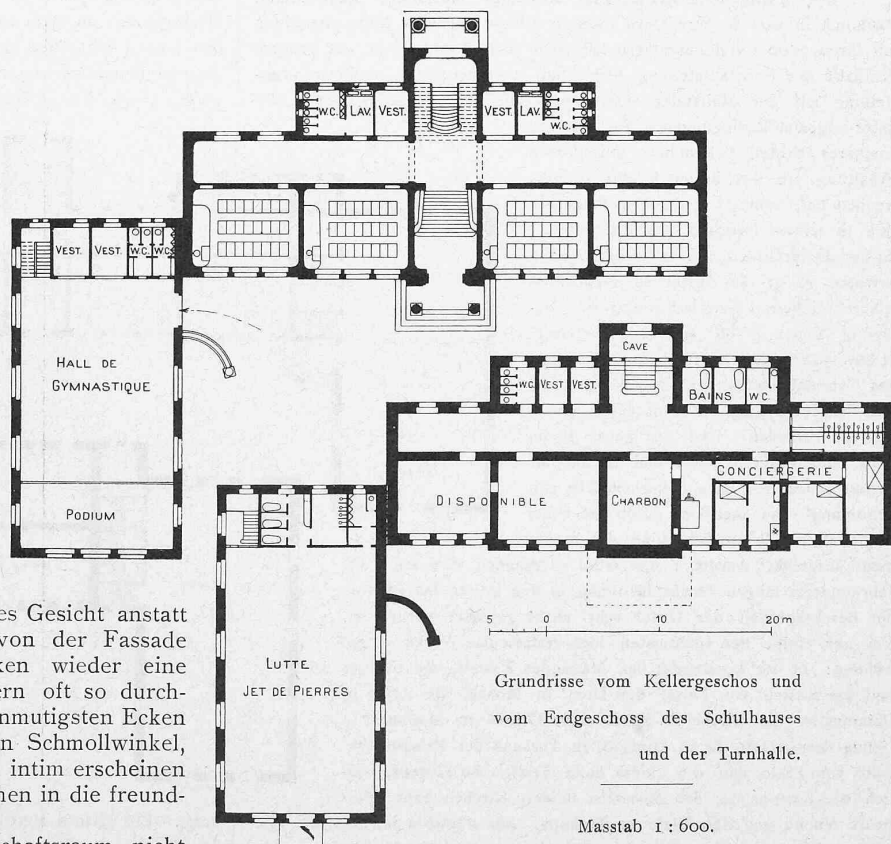 W.C. LAV. VEST. VEST. LAV. W.C.
VEST. VEST. W.C. W.C.
HALL DE
GYMNASTIQUE
PODIUM
CAVE
W.C. VEST VEST. BAINS W.C.
CONCIERGERIE
DISPONIBLE CHARBON
LUTTE
JET DE PIERRES
5 1 10 20 m
Grundrisse vom Kellergeschos und
vom Erdgeschoss des Schulhauses
und der Turnhalle.
Masstab 1 : 600.
es Gesicht anstatt
von der Fassade
ken wieder eine
ern oft so durch-
nmutigsten Ecken
n Schmollwinkel,
intim erscheinen
nen in die freund-